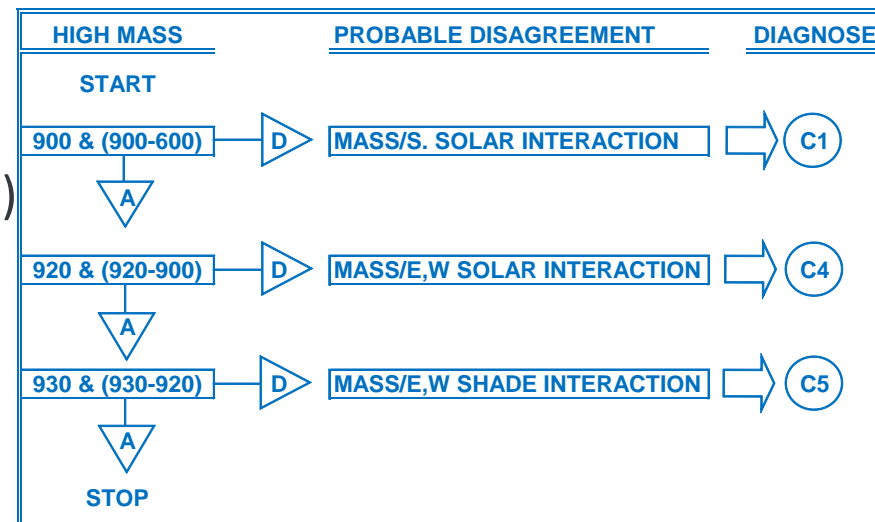 HIGH MASS PROBABLE DISAGREEMENT DIAGNOSE
START
900 & (900-600) D MASS/S. SOLAR INTERACTION C1
)
A
920 & (920-900) D MASS/E,W SOLAR INTERACTION C4
A
930 & (930-920) D MASS/E,W SHADE INTERACTION C5
A
STOP